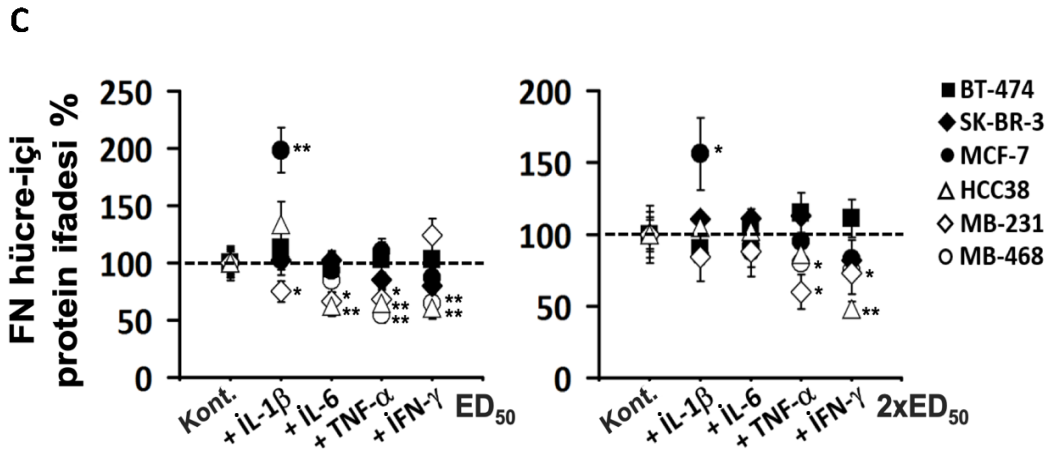 C
FN hücre-içi
protein ifadesi %
250
200
150
100
50
0
**
*
*
**
*
**
**
**
**
Kont.
+ İL-1β
+ İL-6
+ TNF-α
+ İFN-γ
ED50
200
150
100
50
0
*
*
*
*
**
Kont.
+ İL-1β
+ İL-6
+ TNF-α
+ İFN-γ
2xED50
BT-474
SK-BR-3
MCF-7
HCC38
MB-231
MB-468